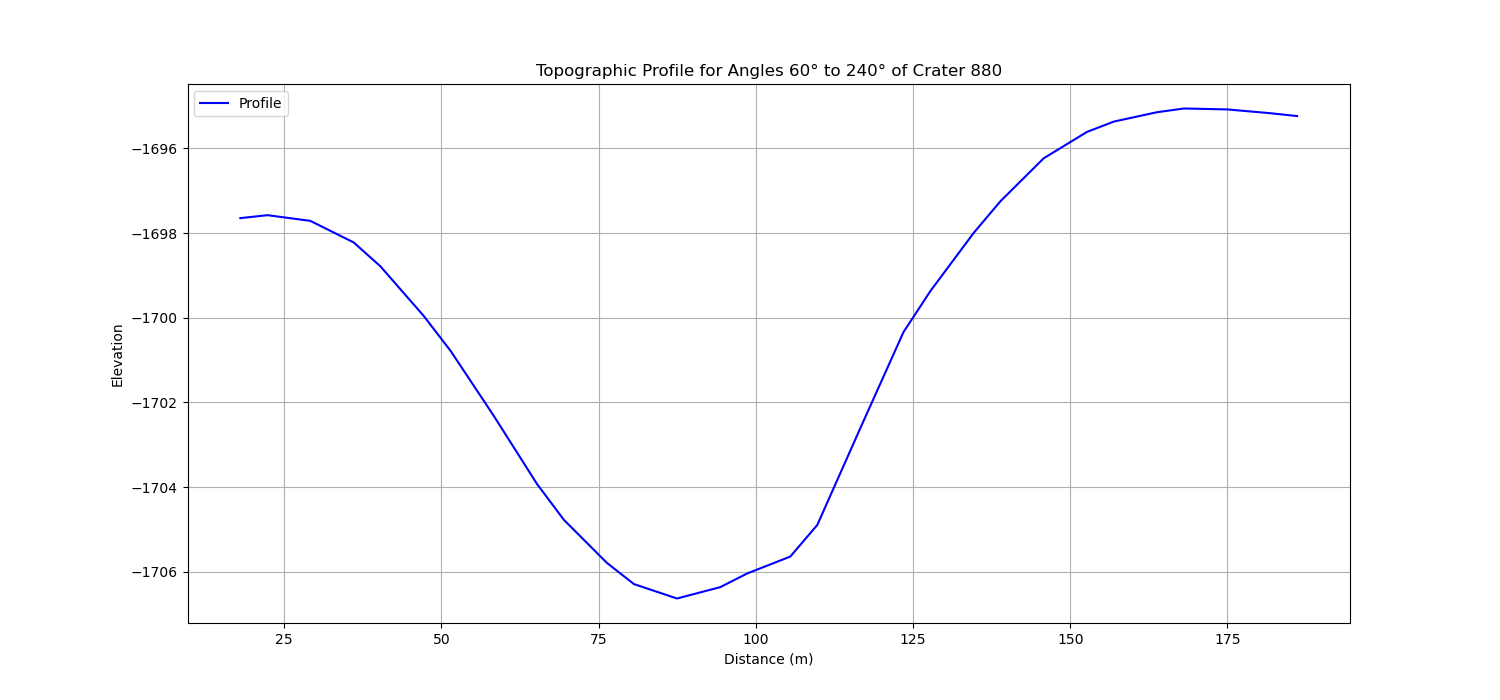 Topographic Profile for Angles 60° to 240° of Crater 880
Profile
−1696
−1698
−1700
−1702
−1704
−1706
Elevation
25 50 75 100 125 150 175
Distance (m)